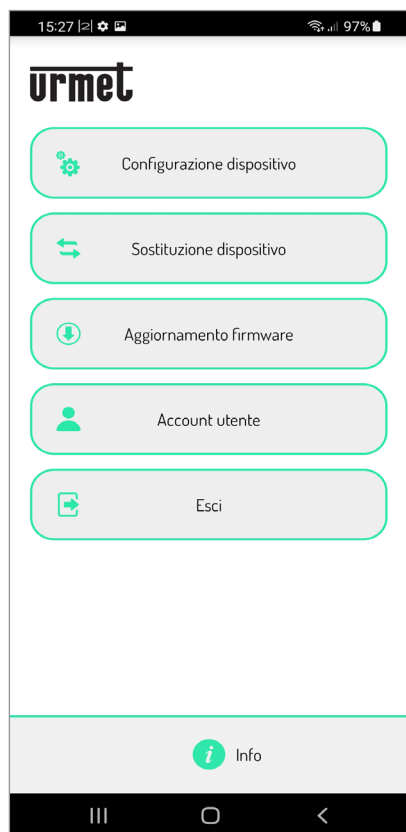 15:27 97%
urmet
Configurazione dispositivo
Sostituzione dispositivo
Aggiornamento firmware
Account utente
Esci
i Info